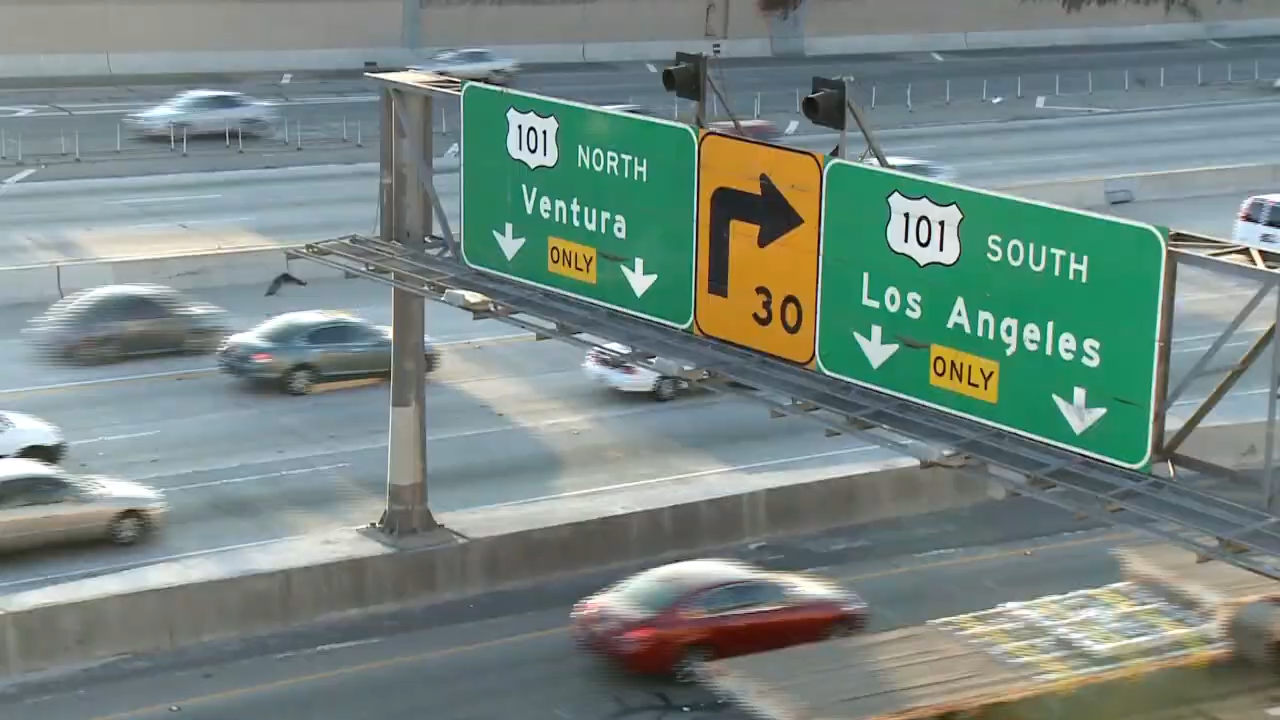 101 NORTH
Ventura
ONLY
30
101 SOUTH
Los Angeles
ONLY